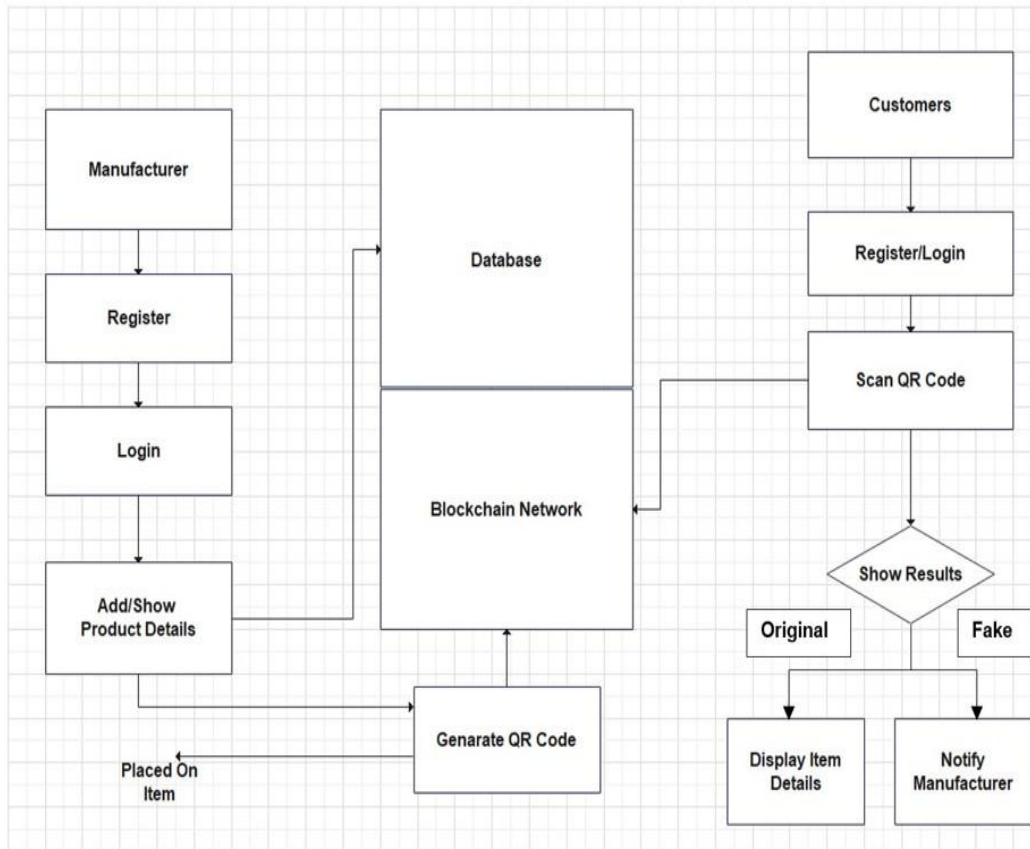 Manufacturer
Register
Login
Add/Show
Product Details
Database
Blockchain Network
Genarate QR Code
Placed On
Item
Customers
Register/Login
Scan QR Code
Show Results
Original
Fake
Display Item
Details
Notify
Manufacturer